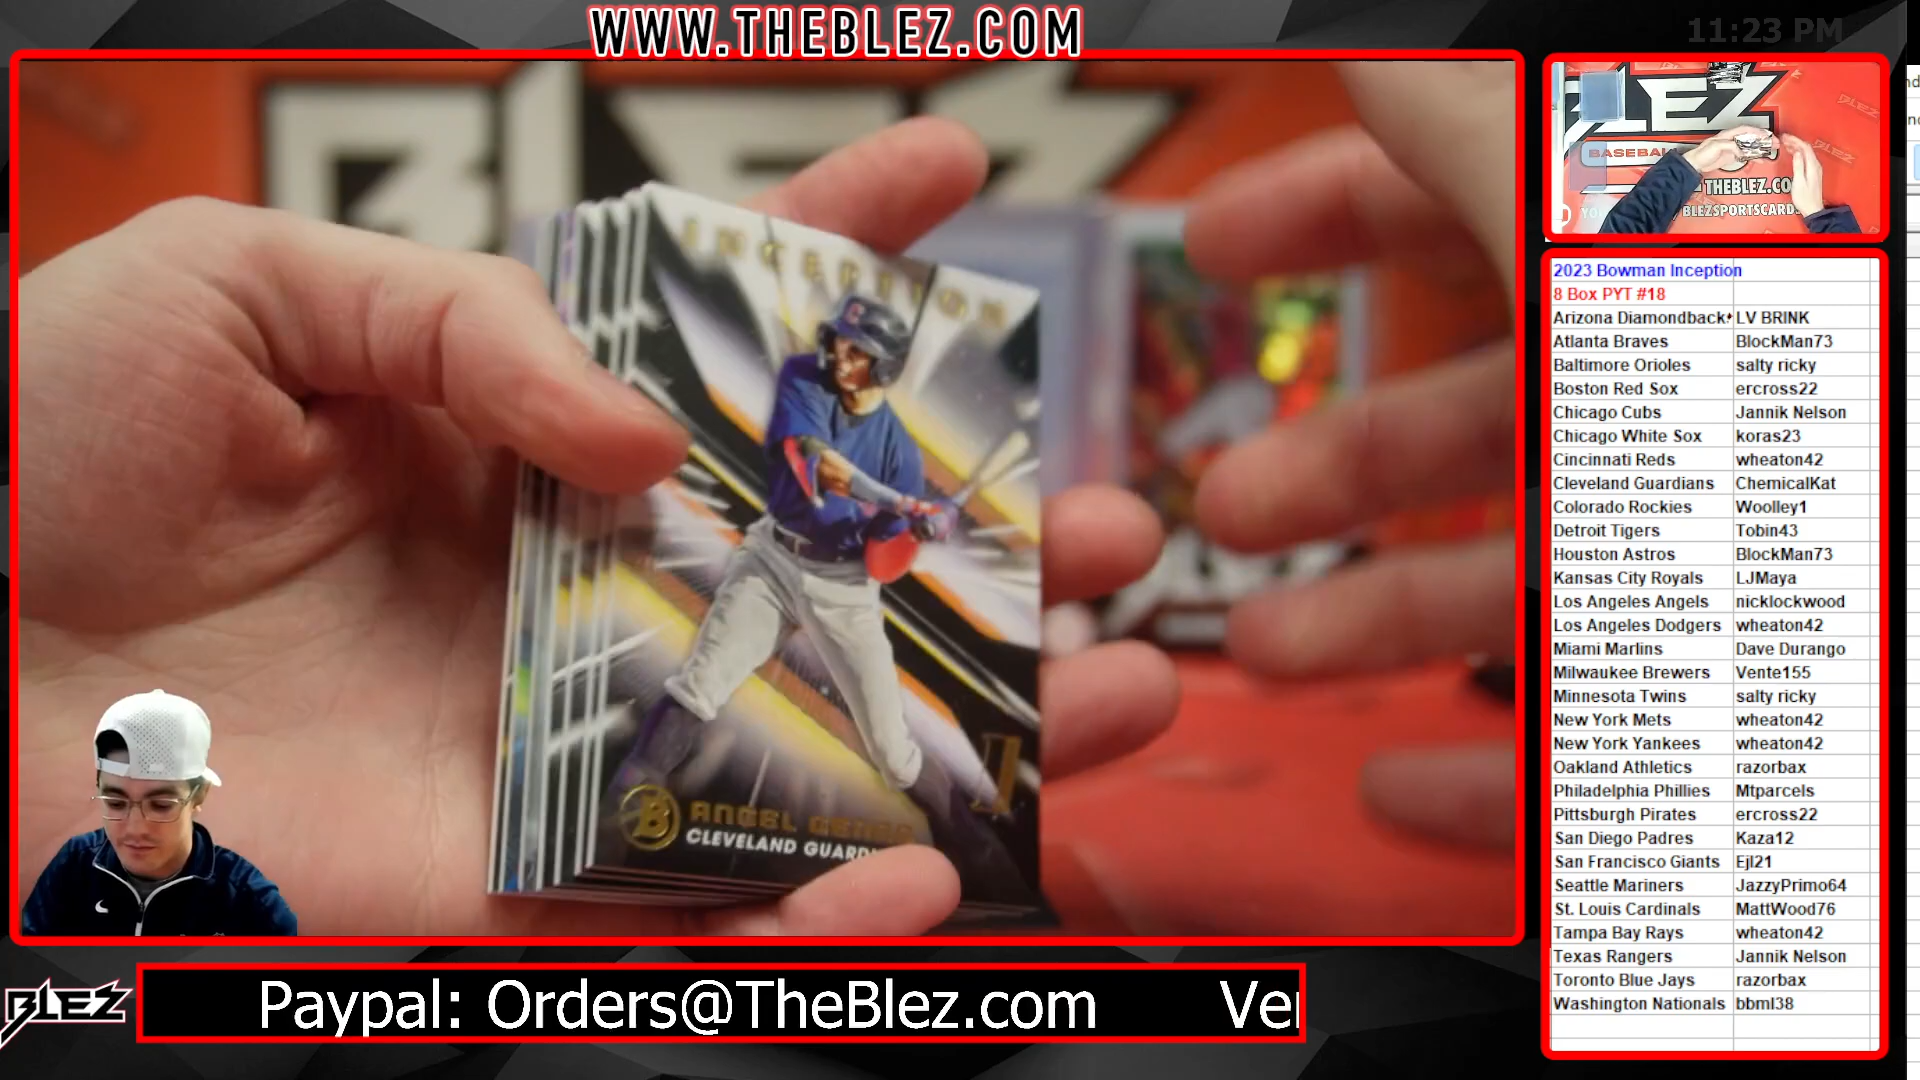 WWW.THEBLEZ.COM
11:23 PM
BLEZ
INCEPTION
B
ANGEL GENAO
CLEVELAND
BLEZ
BASEBALL
THEBLEZ.CO
BLEZSPORTSCARDS
2023 Bowman Inception
8 Box PYT #18
Arizona Diamondback LV BRINK
Atlanta Braves BlockMan73
Baltimore Orioles salty ricky
Boston Red Sox ercross22
Chicago Cubs Jannik Nelson
Chicago White Sox koras23
Cincinnati Reds wheaton42
Cleveland Guardians ChemicalKat
Colorado Rockies Woolley1
Detroit Tigers Tobin43
Houston Astros BlockMan73
Kansas City Royals LJMaya
Los Angeles Angels nicklockwood
Los Angeles Dodgers wheaton42
Miami Marlins Dave Durango
Milwaukee Brewers Vente155
Minnesota Twins salty ricky
New York Mets wheaton42
New York Yankees wheaton42
Oakland Athletics razorbax
Philadelphia Phillies Mtparcels
Pittsburgh Pirates ercross22
San Diego Padres Kaza12
San Francisco Giants Ejl21
Seattle Mariners JazzyPrimo64
St. Louis Cardinals MattWood76
Tampa Bay Rays wheaton42
Texas Rangers Jannik Nelson
Toronto Blue Jays razorbax
Washington Nationals bbml38
BLEZ
Paypal: Orders@TheBlez.com Ve